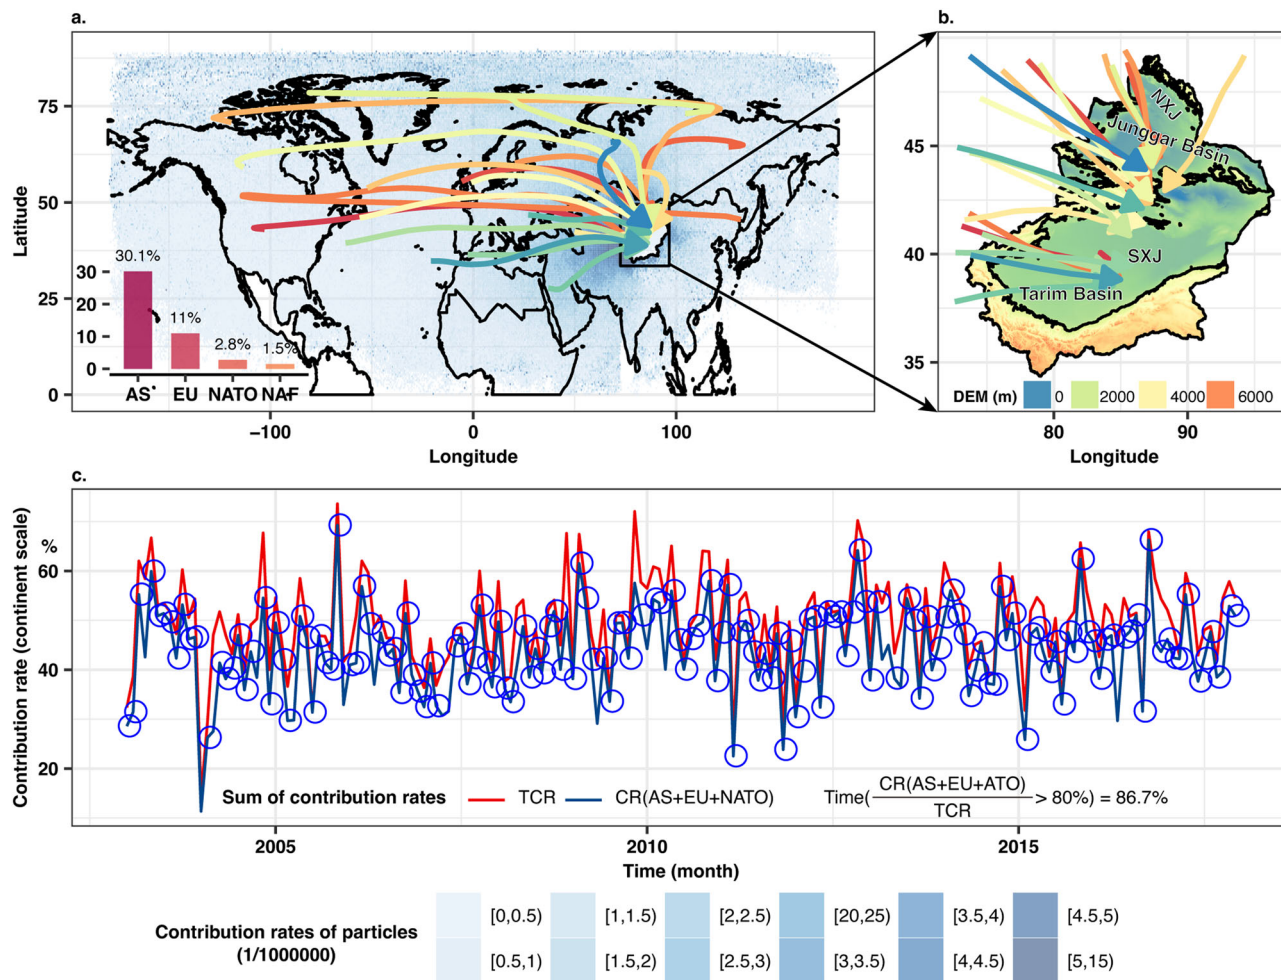 a.
b.
Latitude
75
50
25
0
30.1%
11%
2.8%
1.5%
30
20
10
0
AS
EU
NATO
NAF
−100
0
100
Longitude
NXJ
Junggar Basin
SXJ
Tarim Basin
45
40
35
DEM (m) 0 2000 4000 6000
80
90
Longitude
c.
Contribution rate (continent scale)
%
60
40
20
Sum of contribution rates TCR CR(AS+EU+NATO)
Time(CR(AS+EU+ATO)
TCR
> 80%) = 86.7%
2005
2010
2015
Time (month)
Contribution rates of particles
(1/1000000)
[0,0.5) [1,1.5) [2,2.5) [20,25) [3.5,4) [4.5,5)
[0.5,1) [1.5,2) [2.5,3) [3,3.5) [4,4.5) [5,15)